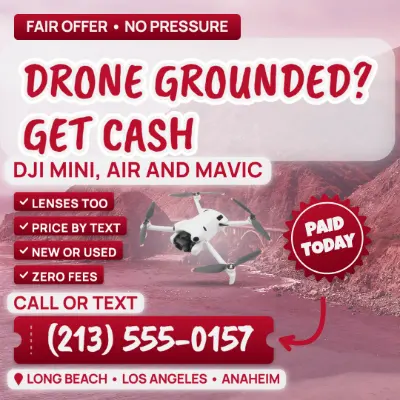 FAIR OFFER • NO PRESSURE
DRONE GROUNDED?
GET CASH
DJI MINI, AIR AND MAVIC
✓ LENSES TOO
✓ PRICE BY TEXT
✓ NEW OR USED
✓ ZERO FEES
PAID
TODAY
CALL OR TEXT
(213) 555-0157
LONG BEACH • LOS ANGELES • ANAHEIM